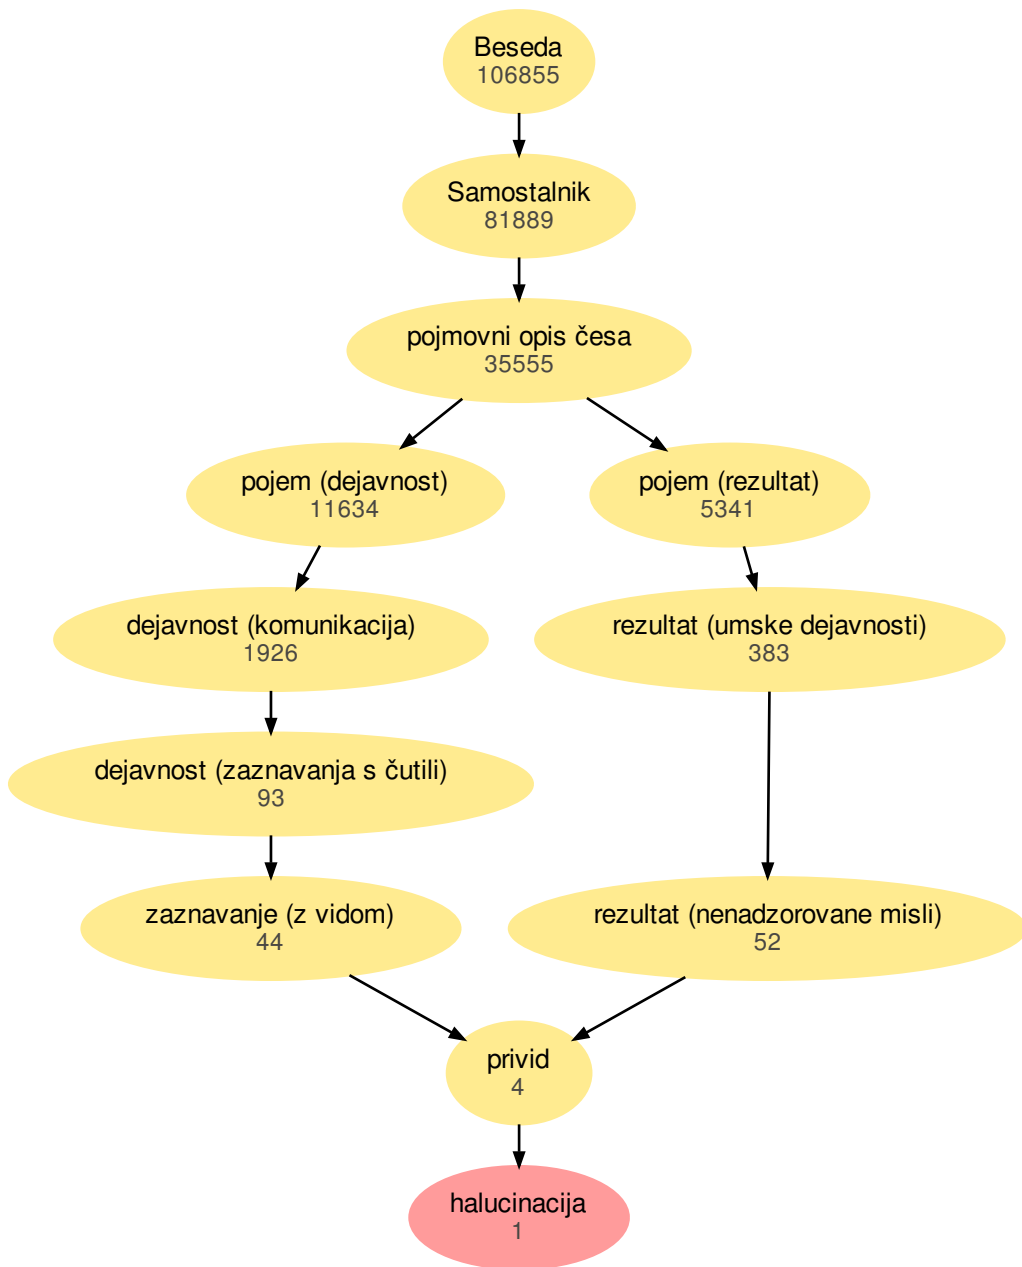 Beseda
106855
Samostalnik
81889
pojmovni opis česa
35555
pojem (dejavnost)
11634
pojem (rezultat)
5341
dejavnost (komunikacija)
1926
rezultat (umske dejavnosti)
383
dejavnost (zaznavanja s čutili)
93
zaznavanje (z vidom)
44
rezultat (nenadzorovane misli)
52
privid
4
halucinacija
1